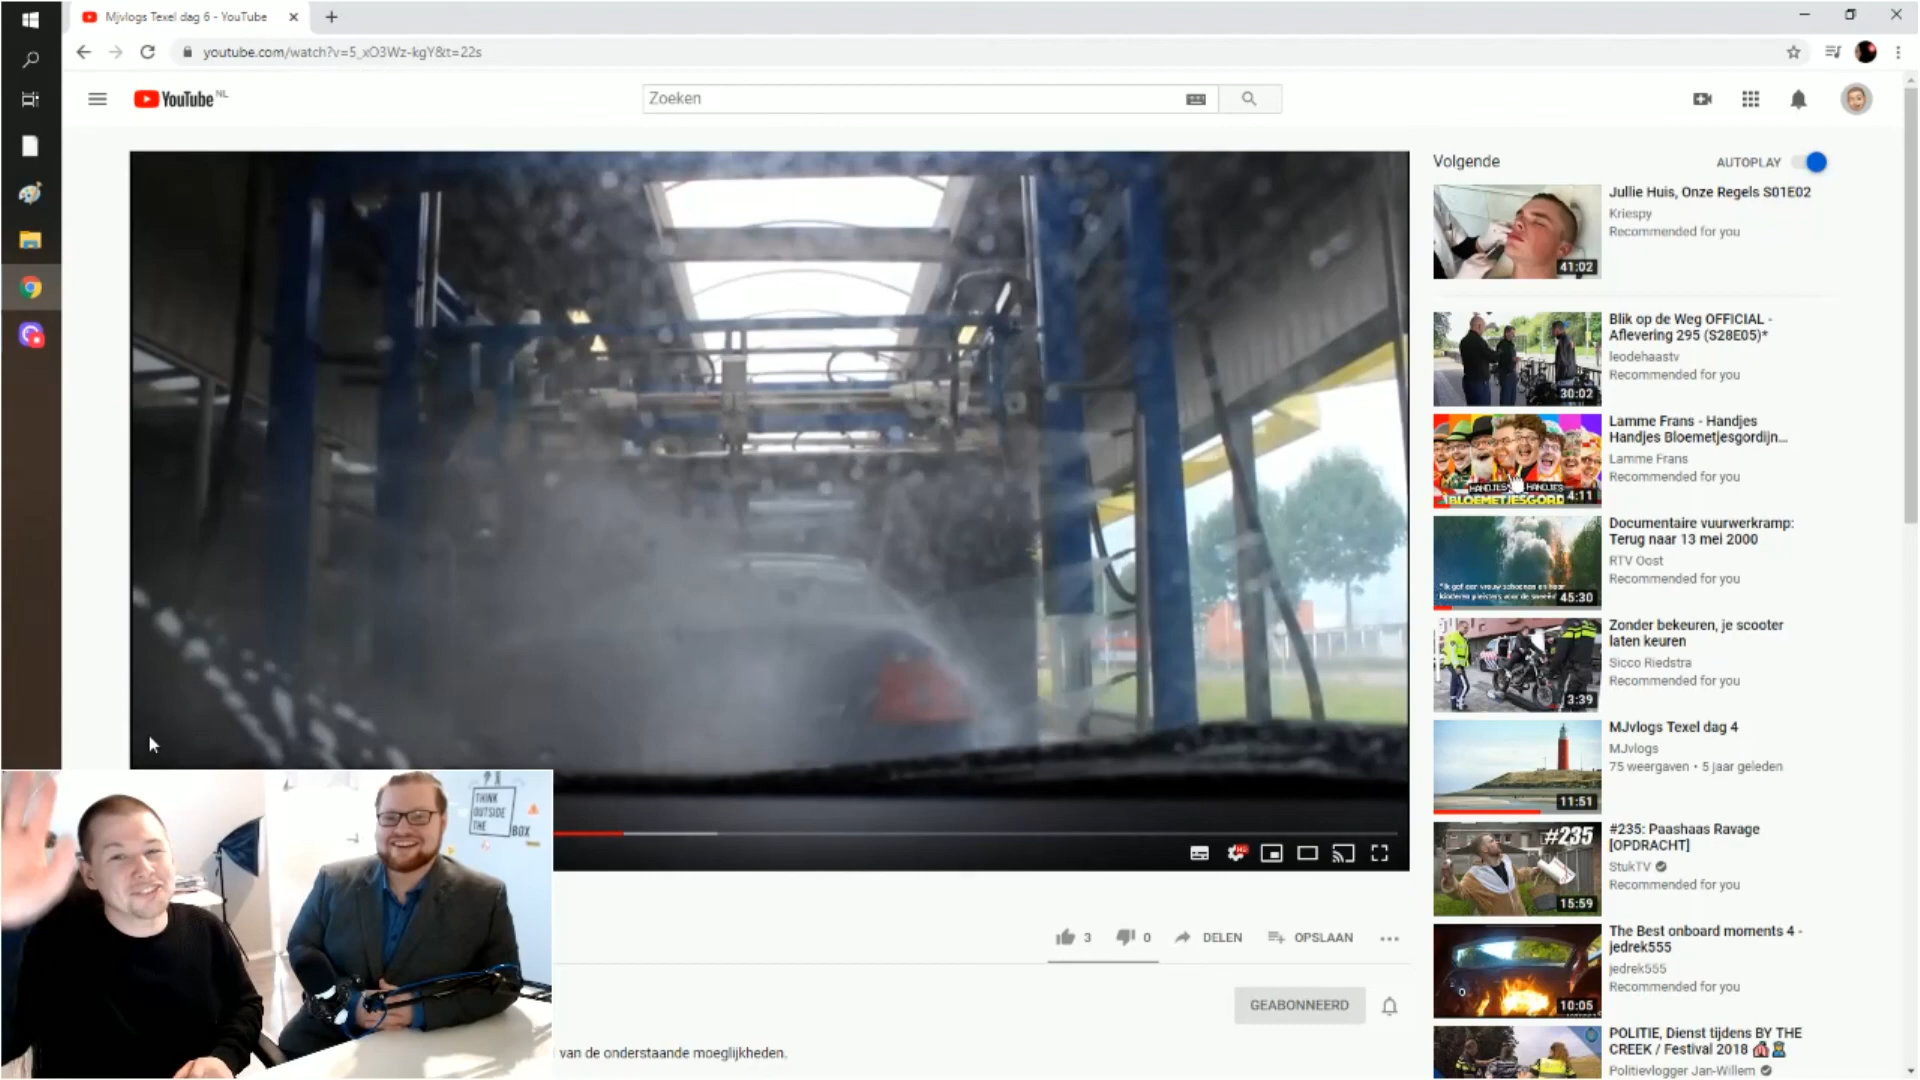 Mjvlogs Texel dag 6 - YouTube
youtube.com/watch?v=5_xO3Wz-kgY&t=22s
YouTube NL
Zoeken
Volgende
AUTOPLAY
Jullie Huis, Onze Regels S01E02
Kriespy
Recommended for you
41:02
Blik op de Weg OFFICIAL -
Aflevering 295 (S28E05)*
leodehaastv
Recommended for you
30:02
Lamme Frans - Handjes
Handjes Bloemetjesgordijn...
Lamme Frans
Recommended for you
HANDJES HANDJES
BLOEMETJESGORD
4:11
Documentaire vuurwerkramp:
Terug naar 13 mei 2000
RTV Oost
Recommended for you
45:30
Zonder bekeuren, je scooter
laten keuren
Sicco Riedstra
Recommended for you
3:39
MJvlogs Texel dag 4
MJvlogs
75 weergaven • 5 jaar geleden
11:51
#235: Paashaas Ravage
[OPDRACHT]
StukTV
Recommended for you
#235
15:59
The Best onboard moments 4 -
jedrek555
jedrek555
Recommended for you
10:05
POLITIE, Dienst tijdens BY THE
CREEK / Festival 2018
Politievlogger Jan-Willem
THINK
OUTSIDE
THE
BOX
HD
3
0
DELEN
OPSLAAN
GEABONNEERD
van de onderstaande moeglijkheden.